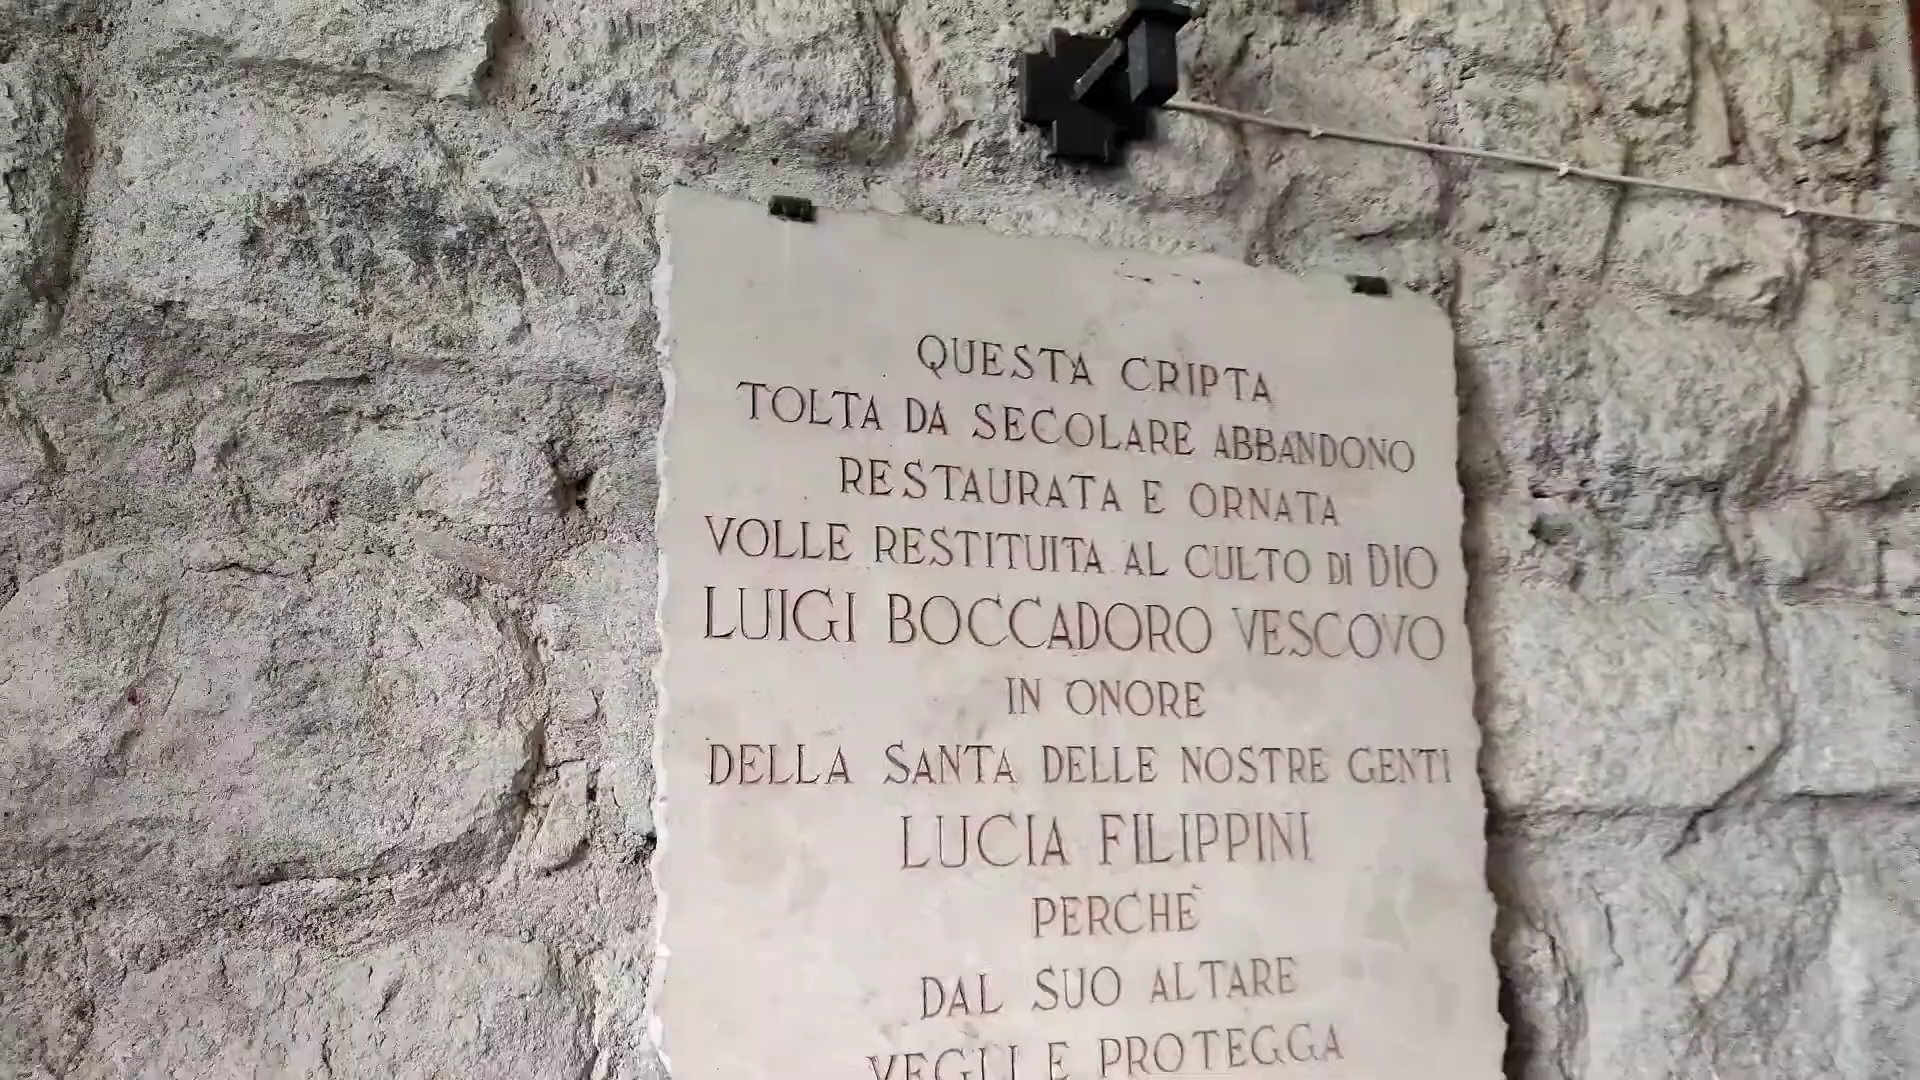 QUESTA CRIPTA
TOLTA DA SECOLARE ABBANDONO
RESTAURATA E ORNATA
VOLLE RESTITUITA AL CULTO DI DIO
LUIGI BOCCADORO VESCOVO
IN ONORE
DELLA SANTA DELLE NOSTRE GENTI
LUCIA FILIPPINI
PERCHÈ
DAL SUO ALTARE
VEGLI E PROTEGGA